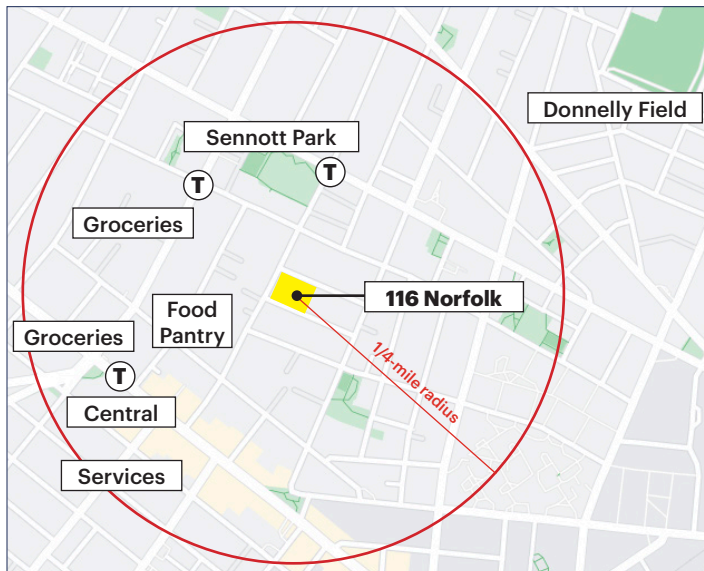 Donnelly Field
Sennott Park
T
T
Groceries
116 Norfolk
Food
Pantry
Groceries
1/4-mile radius
T
Central
Services